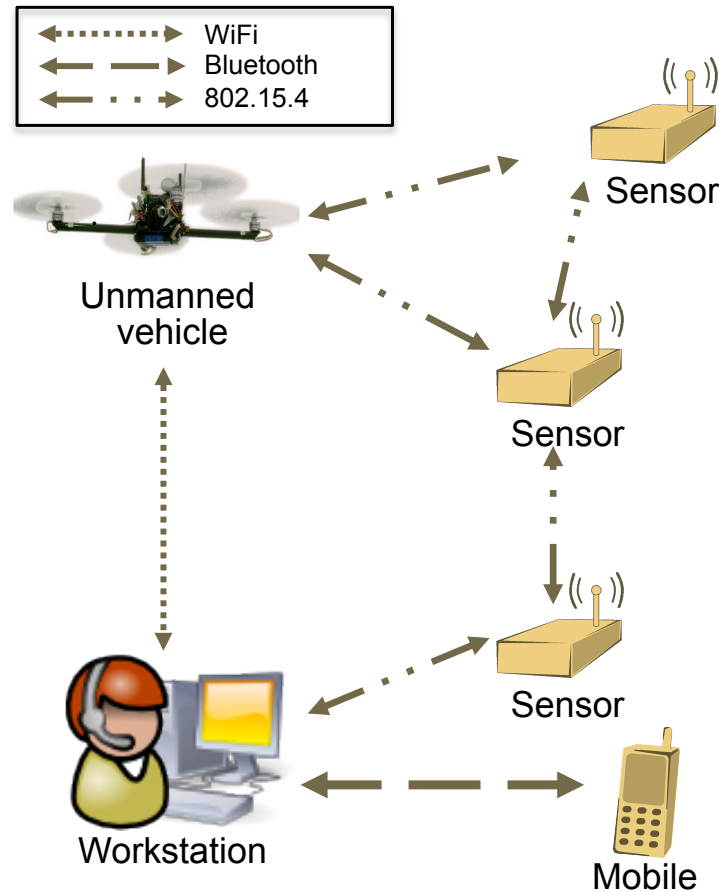 WiFi
Bluetooth
802.15.4
Sensor
Unmanned
vehicle
Sensor
Sensor
Workstation
Mobile